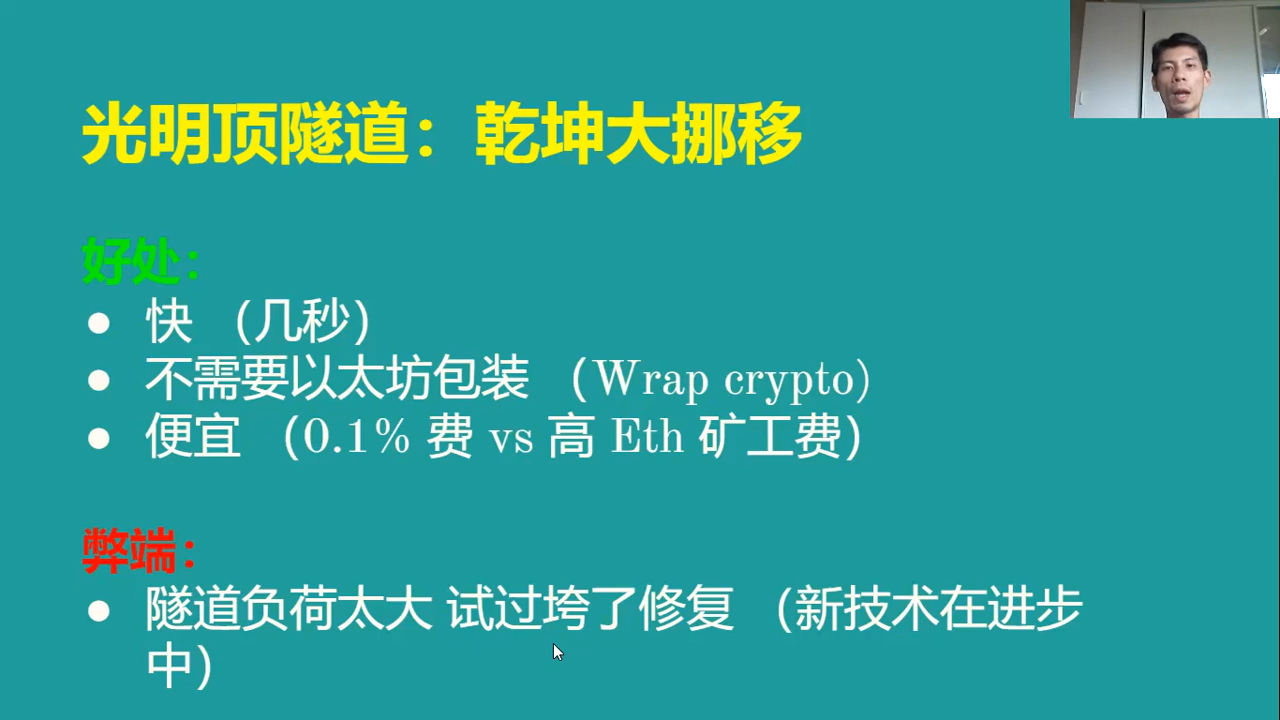 光明顶隧道：乾坤大挪移
好处：
● 快 （几秒）
● 不需要以太坊包装 （Wrap crypto）
● 便宜 （0.1% 费 vs 高 Eth 矿工费）
弊端：
● 隧道负荷太大 试过垮了修复 （新技术在进步
中）